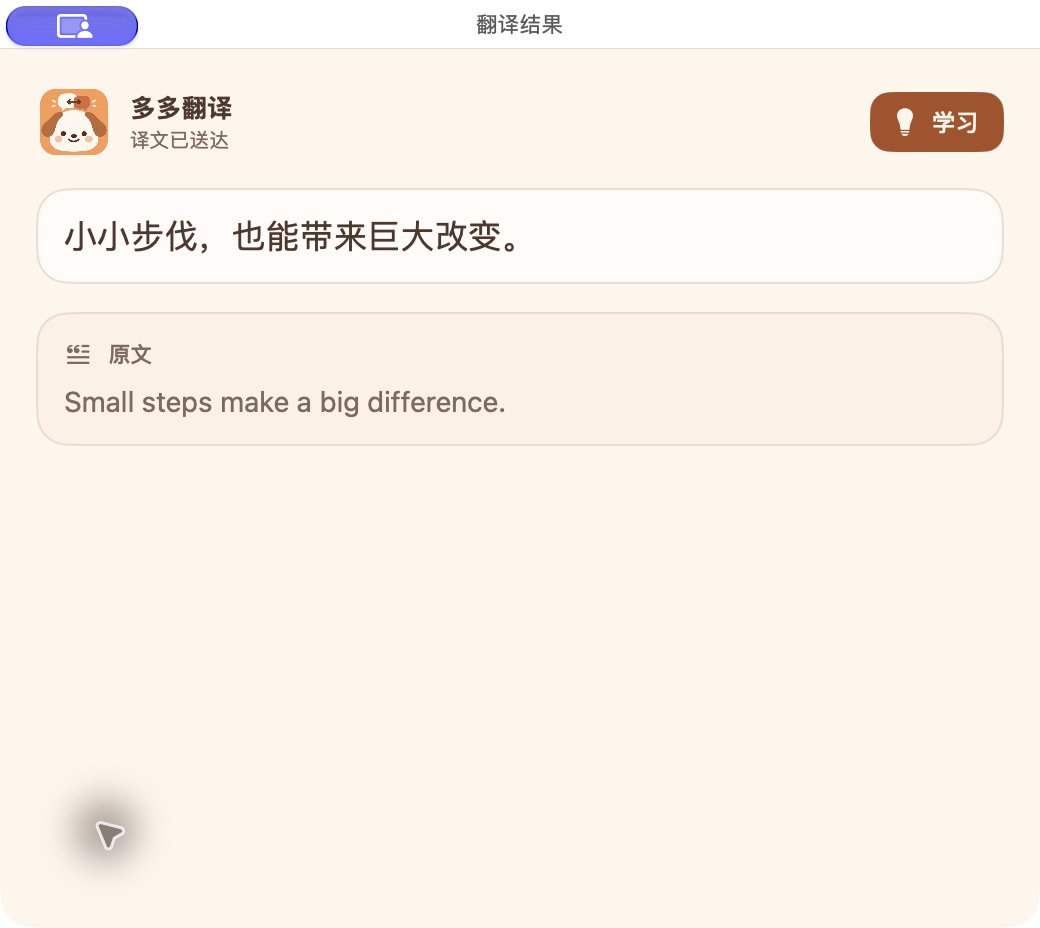 翻译结果
多多翻译
译文已送达
学习
小小步伐，也能带来巨大改变。
原文
Small steps make a big difference.